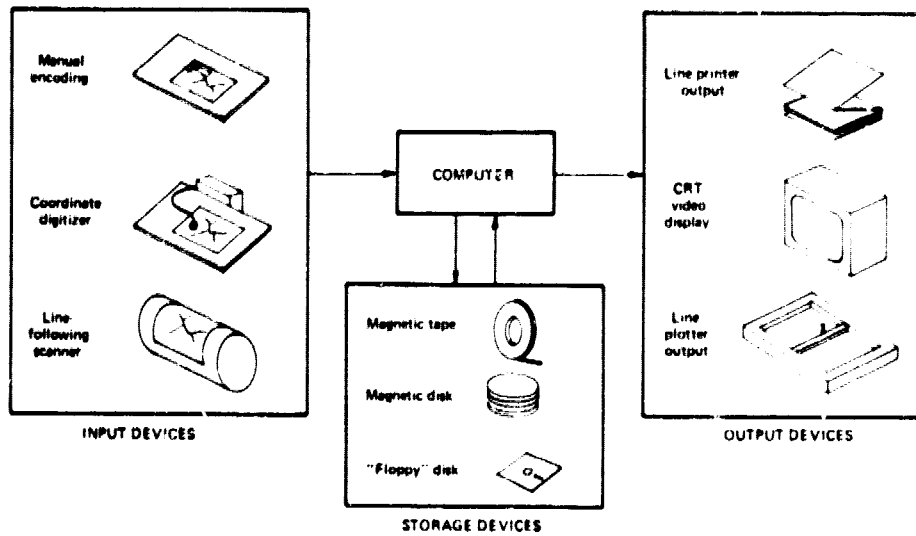 Manual
encoding
Coordinate
digitizer
Line-
following
scanner
INPUT DEVICES
COMPUTER
Magnetic tape
Magnetic disk
"Floppy" disk
STORAGE DEVICES
Line printer
output
CRT
video
display
Line
plotter
output
OUTPUT DEVICES